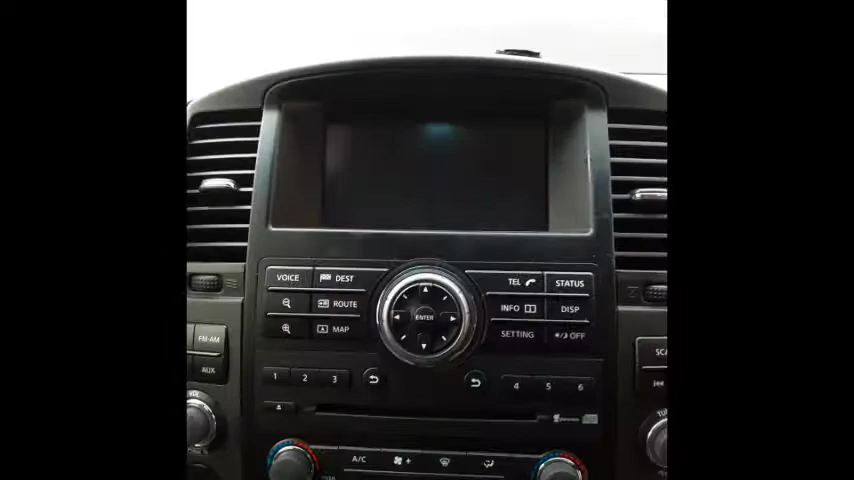 VOICE
DEST
TEL
STATUS
ROUTE
INFO
DISP
MAP
ENTER
SETTING
OFF
FM·AM
AUX
1
2
3
4
5
6
VOL
A/C